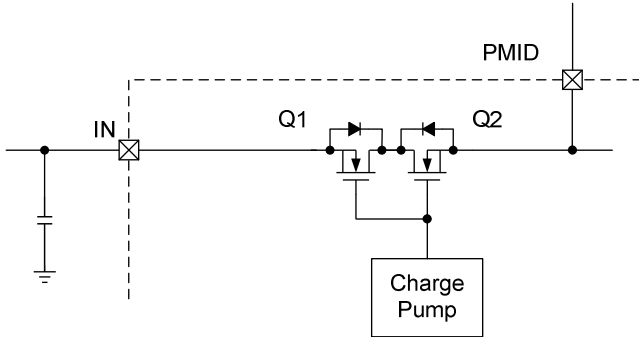 PMID
IN
Q1
Q2
Charge
Pump